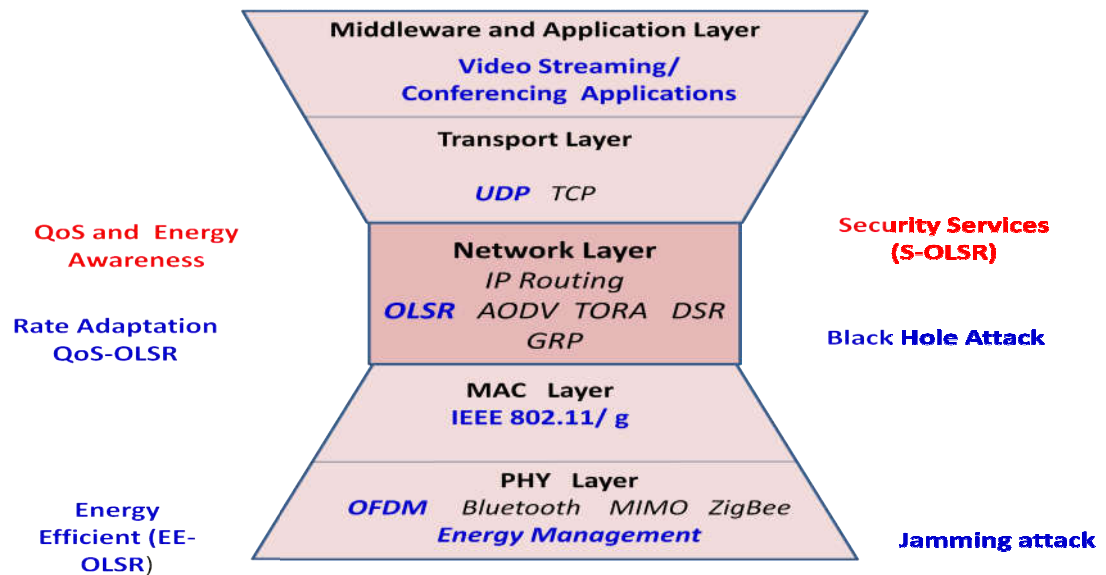 Middleware and Application Layer
Video Streaming/
Conferencing Applications
Transport Layer
UDP TCP
QoS and Energy
Awareness
Security Services
(S-OLSR)
Network Layer
IP Routing
OLSR AODV TORA DSR
GRP
Rate Adaptation
QoS-OLSR
Black Hole Attack
MAC Layer
IEEE 802.11/ g
PHY Layer
OFDM Bluetooth MIMO ZigBee
Energy Management
Energy
Efficient (EE-
OLSR)
Jamming attack